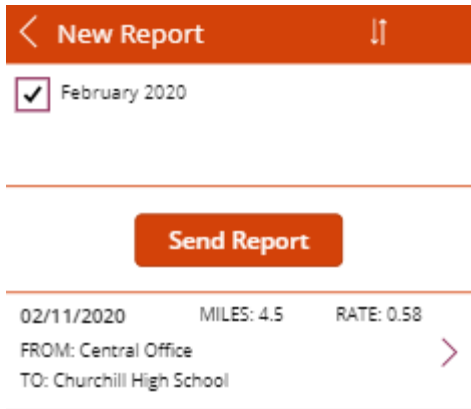 New Report
February 2020
Send Report
02/11/2020 MILES: 4.5 RATE: 0.58
FROM: Central Office
TO: Churchill High School